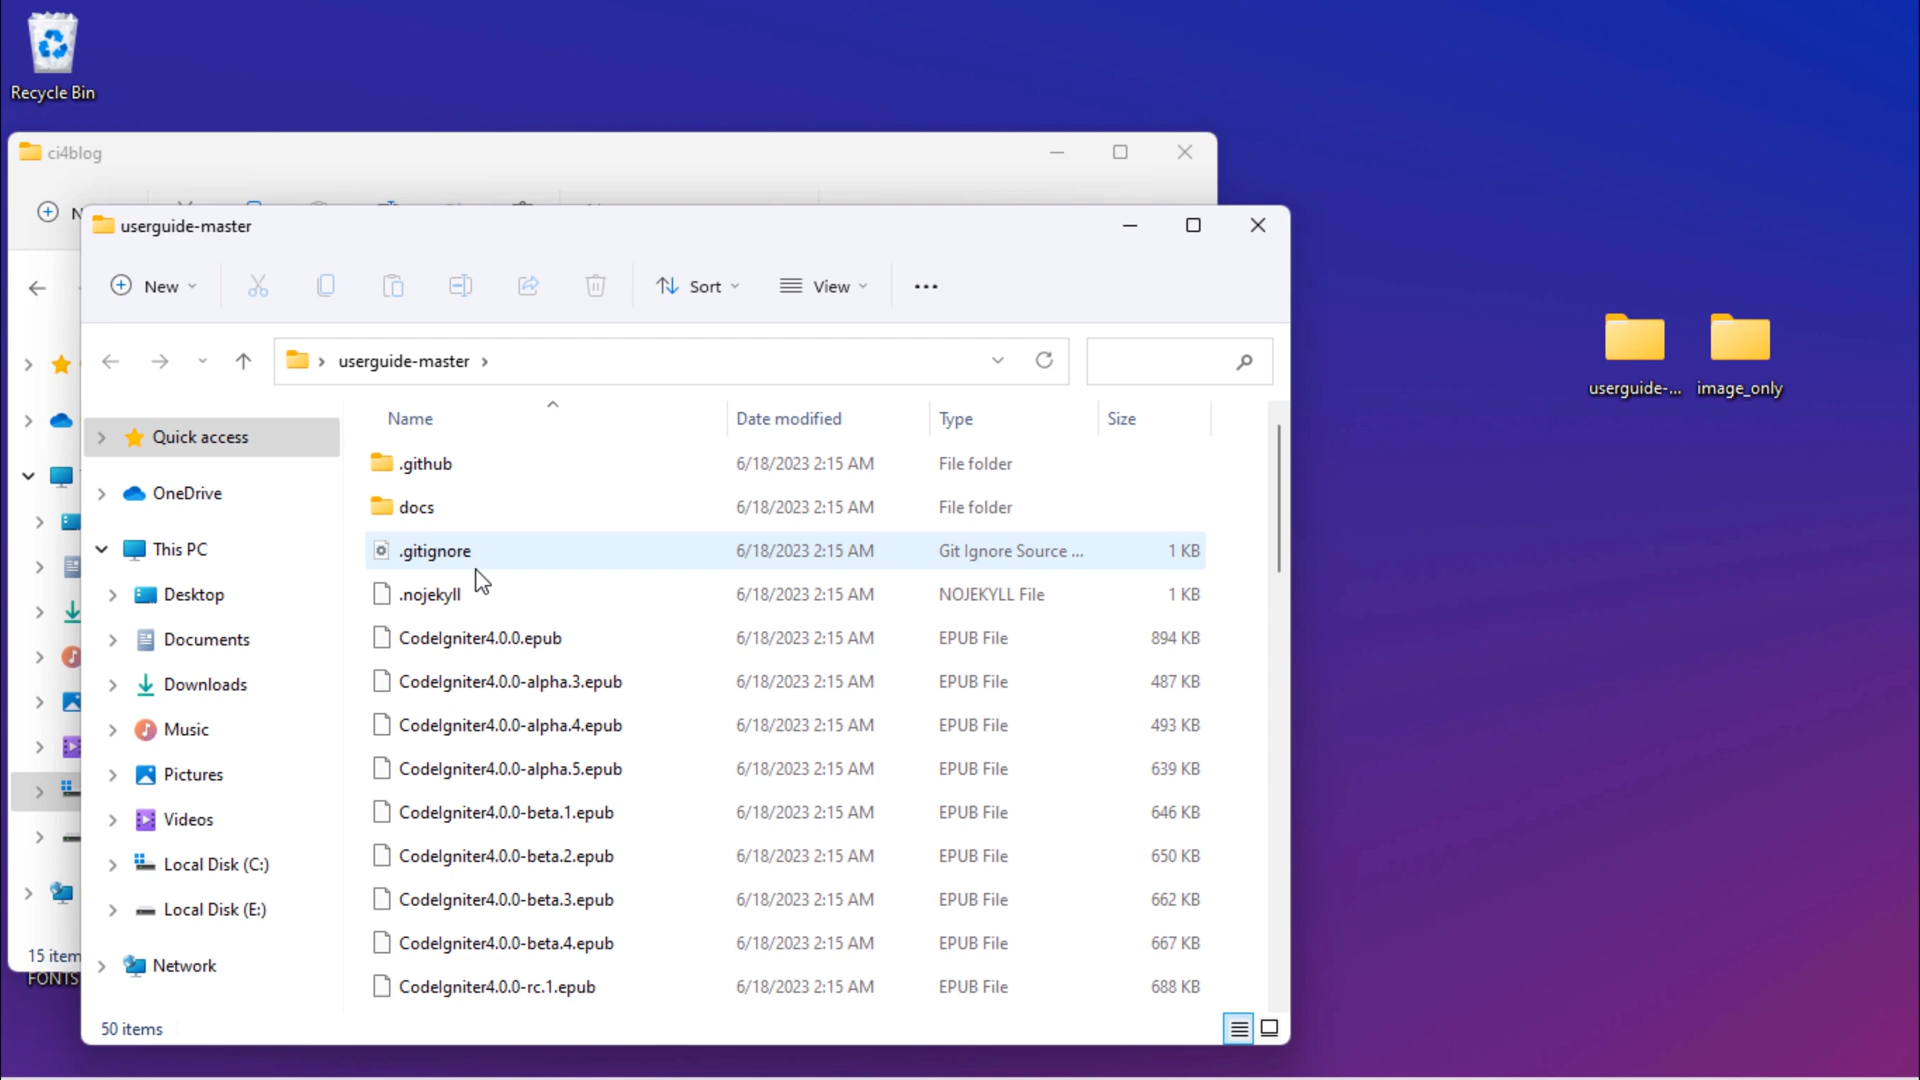 Recycle Bin
ci4blog
userguide-master
New
Sort
View
userguide-master
Name
Date modified
Type
Size
Quick access
OneDrive
This PC
Desktop
Documents
Downloads
Music
Pictures
Videos
Local Disk (C:)
Local Disk (E:)
Network
.github 6/18/2023 2:15 AM File folder
docs 6/18/2023 2:15 AM File folder
.gitignore 6/18/2023 2:15 AM Git Ignore Source ... 1 KB
.nojekyll 6/18/2023 2:15 AM NOJEKYLL File 1 KB
CodeIgniter4.0.0.epub 6/18/2023 2:15 AM EPUB File 894 KB
CodeIgniter4.0.0-alpha.3.epub 6/18/2023 2:15 AM EPUB File 487 KB
CodeIgniter4.0.0-alpha.4.epub 6/18/2023 2:15 AM EPUB File 493 KB
CodeIgniter4.0.0-alpha.5.epub 6/18/2023 2:15 AM EPUB File 639 KB
CodeIgniter4.0.0-beta.1.epub 6/18/2023 2:15 AM EPUB File 646 KB
CodeIgniter4.0.0-beta.2.epub 6/18/2023 2:15 AM EPUB File 650 KB
CodeIgniter4.0.0-beta.3.epub 6/18/2023 2:15 AM EPUB File 662 KB
CodeIgniter4.0.0-beta.4.epub 6/18/2023 2:15 AM EPUB File 667 KB
CodeIgniter4.0.0-rc.1.epub 6/18/2023 2:15 AM EPUB File 688 KB
50 items
15 item
FONTS
userguide-...
image_only